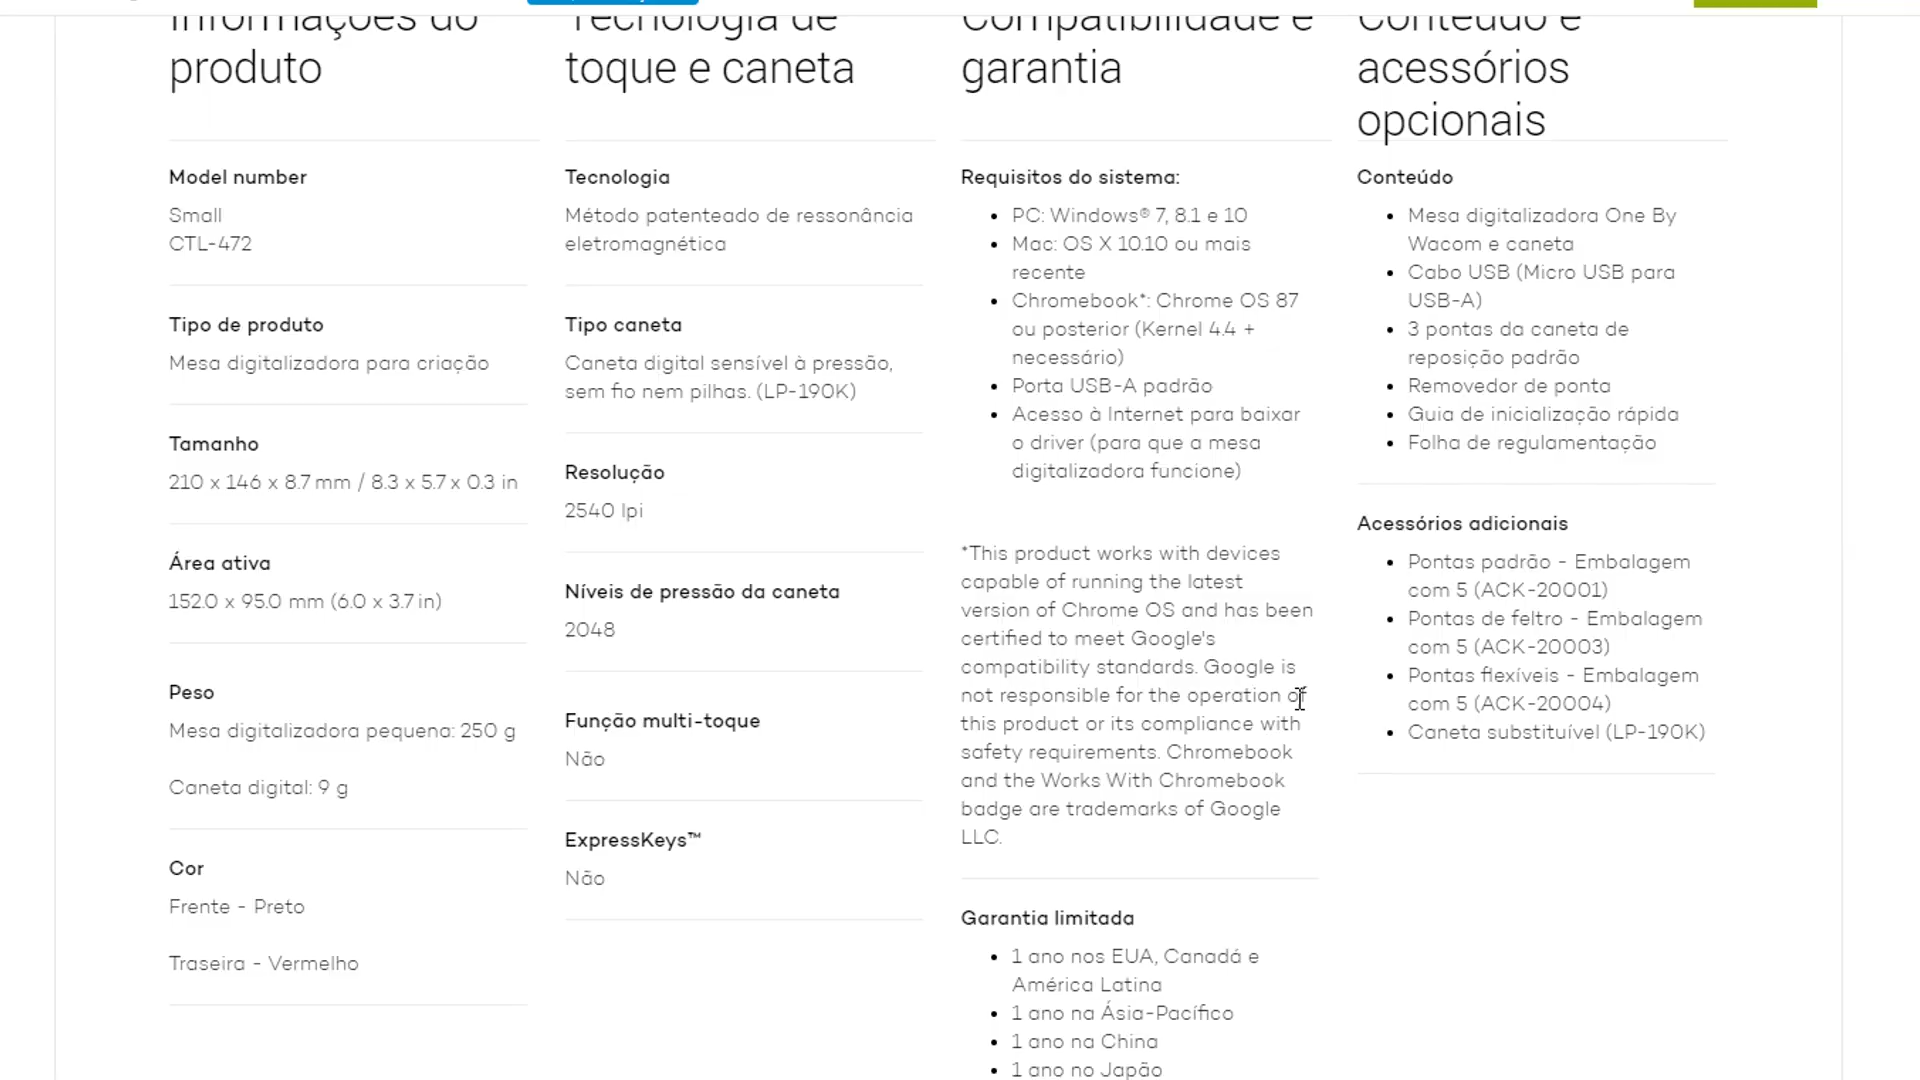 Informações do
produto
Model number
Small
CTL-472
Tipo de produto
Mesa digitalizadora para criação
Tamanho
210 x 146 x 8.7 mm / 8.3 x 5.7 x 0.3 in
Área ativa
152.0 x 95.0 mm (6.0 x 3.7 in)
Peso
Mesa digitalizadora pequena: 250 g
Caneta digital: 9 g
Cor
Frente - Preto
Traseira - Vermelho
Tecnologia de
toque e caneta
Tecnologia
Método patenteado de ressonância
eletromagnética
Tipo caneta
Caneta digital sensível à pressão,
sem fio nem pilhas. (LP-190K)
Resolução
2540 lpi
Níveis de pressão da caneta
2048
Função multi-toque
Não
ExpressKeys™
Não
Compatibilidade e
garantia
Requisitos do sistema:
• PC: Windows® 7, 8.1 e 10
• Mac: OS X 10.10 ou mais
recente
• Chromebook*: Chrome OS 87
ou posterior (Kernel 4.4 +
necessário)
• Porta USB-A padrão
• Acesso à Internet para baixar
o driver (para que a mesa
digitalizadora funcione)
*This product works with devices
capable of running the latest
version of Chrome OS and has been
certified to meet Google's
compatibility standards. Google is
not responsible for the operation of
this product or its compliance with
safety requirements. Chromebook
and the Works With Chromebook
badge are trademarks of Google
LLC.
Garantia limitada
• 1 ano nos EUA, Canadá e
América Latina
• 1 ano na Ásia-Pacífico
• 1 ano na China
• 1 ano no Japão
Conteúdo e
acessórios
opcionais
Conteúdo
• Mesa digitalizadora One By
Wacom e caneta
• Cabo USB (Micro USB para
USB-A)
• 3 pontas da caneta de
reposição padrão
• Removedor de ponta
• Guia de inicialização rápida
• Folha de regulamentação
Acessórios adicionais
• Pontas padrão - Embalagem
com 5 (ACK-20001)
• Pontas de feltro - Embalagem
com 5 (ACK-20003)
• Pontas flexíveis - Embalagem
com 5 (ACK-20004)
• Caneta substituível (LP-190K)